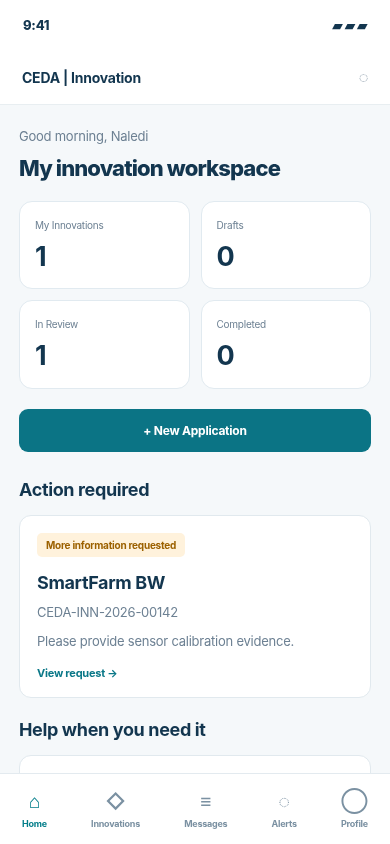 9:41
CEDA | Innovation
Good morning, Naledi
My innovation workspace
My Innovations
1
Drafts
0
In Review
1
Completed
0
+ New Application
Action required
More information requested
SmartFarm BW
CEDA-INN-2026-00142
Please provide sensor calibration evidence.
View request →
Help when you need it
Home
Innovations
Messages
Alerts
Profile